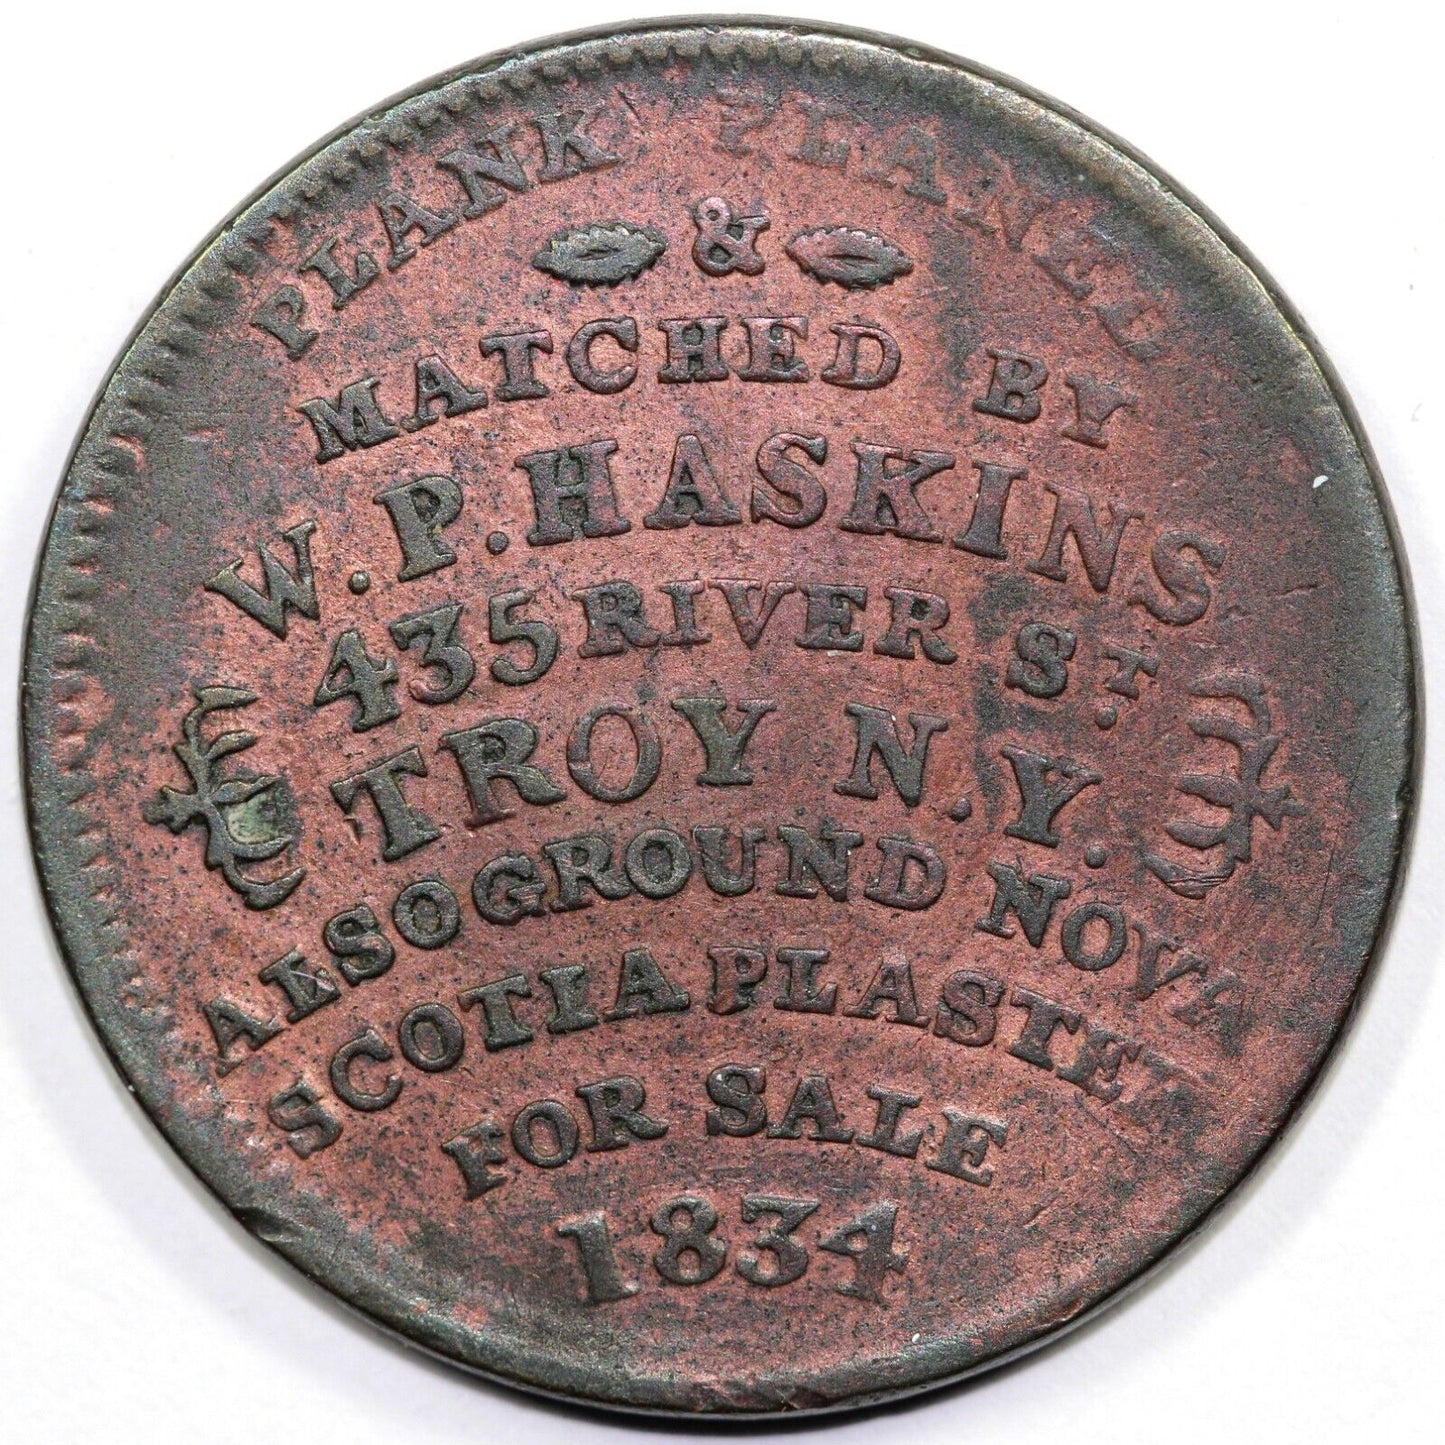 PLANK PLANED
&
MATCHED BY
W. P. HASKINS
435 RIVER ST.
TROY N. Y.
ALSO GROUND NOVA
SCOTIA PLASTER
FOR SALE
1834